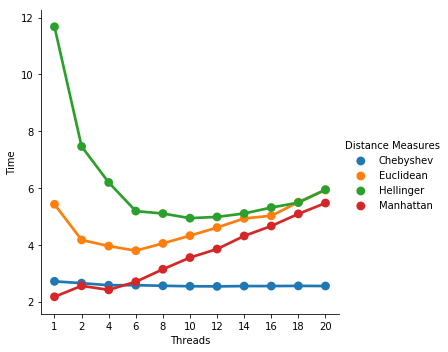 12
10
8
6
4
2
Time
1 2 4 6 8 10 12 14 16 18 20
Threads
Distance Measures
Chebyshev
Euclidean
Hellinger
Manhattan